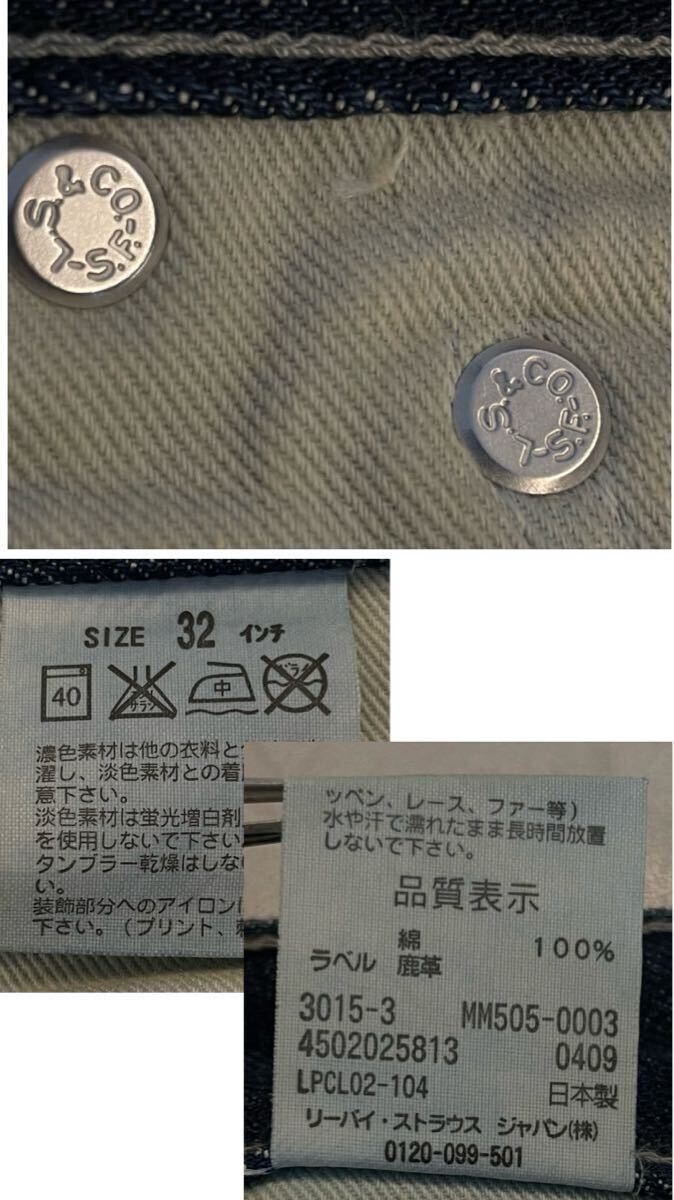 L.S.&CO.-S.F.-
L.S.&CO.-S.F.-
SIZE 32 インチ
40 エンソ サラシ 中 ドライ
濃色素材は他の衣料と
濯し、淡色素材との着
意下さい。
淡色素材は蛍光増白剤
を使用しないで下さい
タンブラー乾燥はしない
い。
装飾部分へのアイロン
下さい。(プリント、刺
ッペン、レース、ファー等)
水や汗で濡れたまま長時間放置
しないで下さい。
品質表示
綿 100%
ラベル 鹿革
3015-3 MM505-0003
4502025813 0409
LPCL02-104 日本製
リーバイ・ストラウス ジャパン(株)
0120-099-501